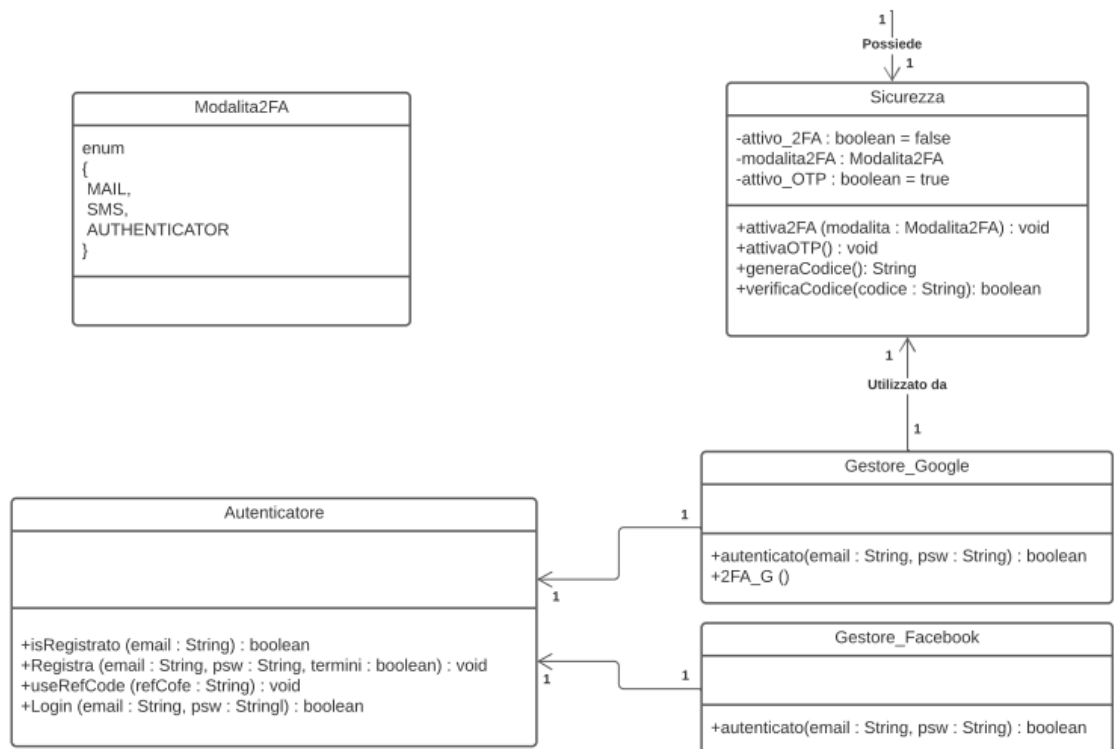 1
Possiede
1
Modalita2FA
enum
{
MAIL,
SMS,
AUTHENTICATOR
}
Sicurezza
-attivo_2FA : boolean = false
-modalita2FA : Modalita2FA
-attivo_OTP : boolean = true
+attiva2FA (modalita : Modalita2FA) : void
+attivaOTP() : void
+generaCodice(): String
+verificaCodice(codice : String): boolean
1
Utilizzato da
1
Gestore_Google
+autenticato(email : String, psw : String) : boolean
+2FA_G ()
1
1
Autenticatore
+isRegistrato (email : String) : boolean
+Registra (email : String, psw : String, termini : boolean) : void
+useRefCode (refCofe : String) : void
+Login (email : String, psw : Stringl) : boolean
1
1
Gestore_Facebook
+autenticato(email : String, psw : String) : boolean